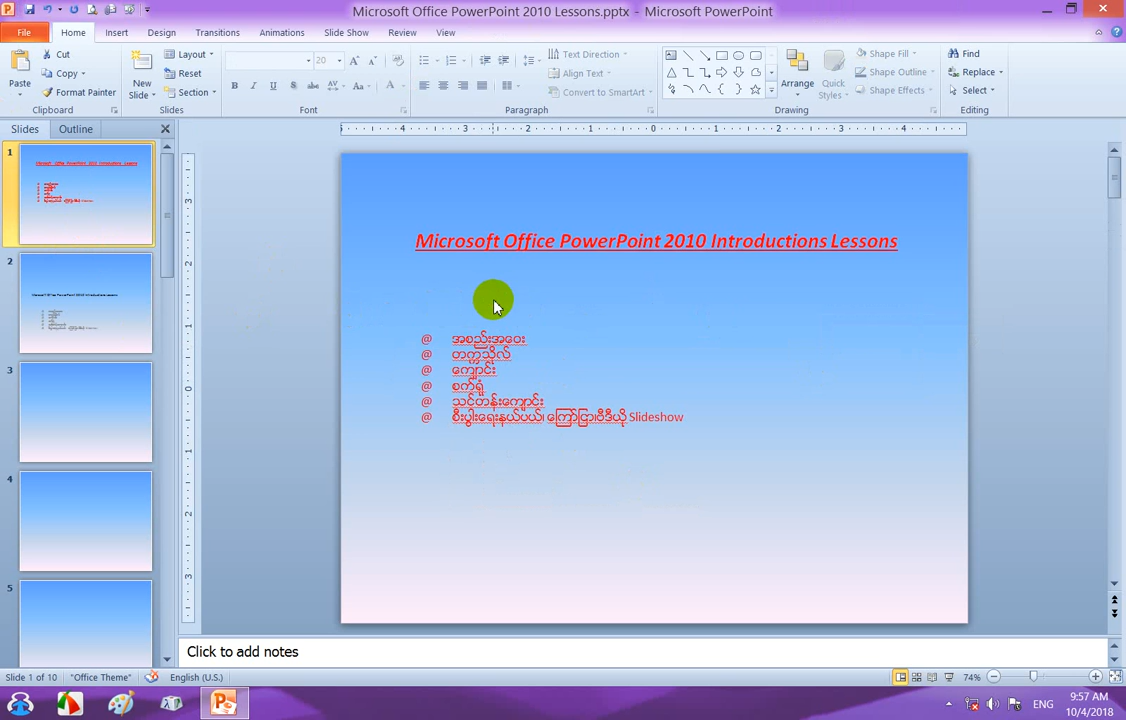 Microsoft Office PowerPoint 2010 Lessons.pptx - Microsoft PowerPoint
File Home Insert Design Transitions Animations Slide Show Review View
Paste Cut Copy Format Painter
Clipboard
New Slide Layout Reset Section
Slides
20
Font
Text Direction Align Text Convert to SmartArt
Paragraph
Arrange Quick Styles Shape Fill Shape Outline Shape Effects
Drawing
Find Replace Select
Editing
Slides Outline
1
2
3
4
5
Microsoft Office PowerPoint 2010 Introductions Lessons
@ အစည်းအဝေး
@ တက္ကသိုလ်
@ ကျောင်း
@ စက်ရုံ
@ သင်တန်းကျောင်း
@ စီးပွါးရေးနယ်ပယ်၊ ကြော်ငြာဗီဒီယို Slideshow
Click to add notes
Slide 1 of 10 "Office Theme" English (U.S.) 74%
ENG 9:57 AM
10/4/2018